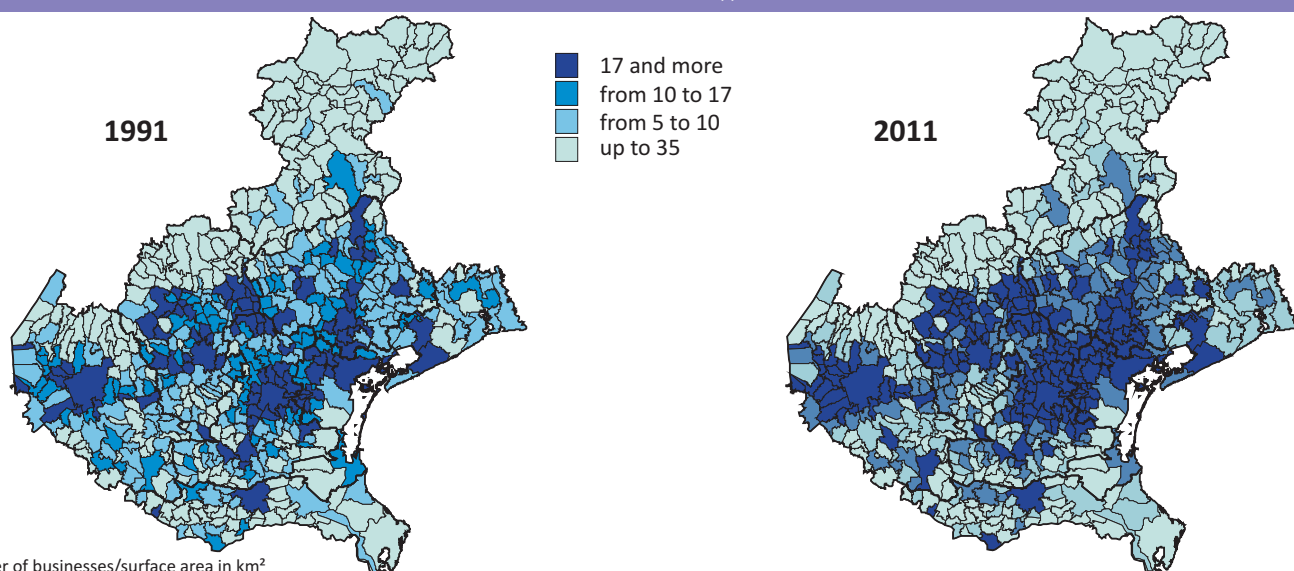 17 and more
from 10 to 17
1991
from 5 to 10
2011
up to 35
of businesses/surface area in km²